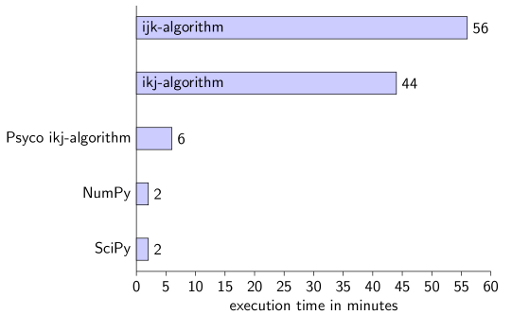 ijk-algorithm 56
ikj-algorithm 44
Psyco ikj-algorithm 6
NumPy 2
SciPy 2
0 5 10 15 20 25 30 35 40 45 50 55 60
execution time in minutes